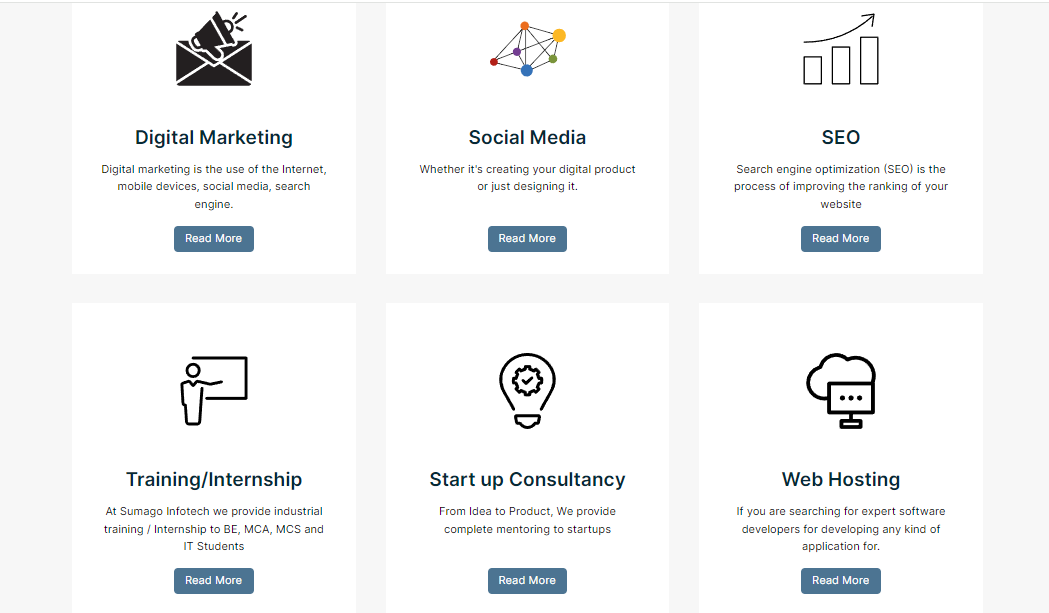 Digital Marketing
Digital marketing is the use of the Internet,
mobile devices, social media, search
engine.
Read More
Social Media
Whether it's creating your digital product
or just designing it.
Read More
SEO
Search engine optimization (SEO) is the
process of improving the ranking of your
website
Read More
Training/Internship
At Sumago Infotech we provide industrial
training / Internship to BE, MCA, MCS and
IT Students
Read More
Start up Consultancy
From Idea to Product, We provide
complete mentoring to startups
Read More
Web Hosting
If you are searching for expert software
developers for developing any kind of
application for.
Read More